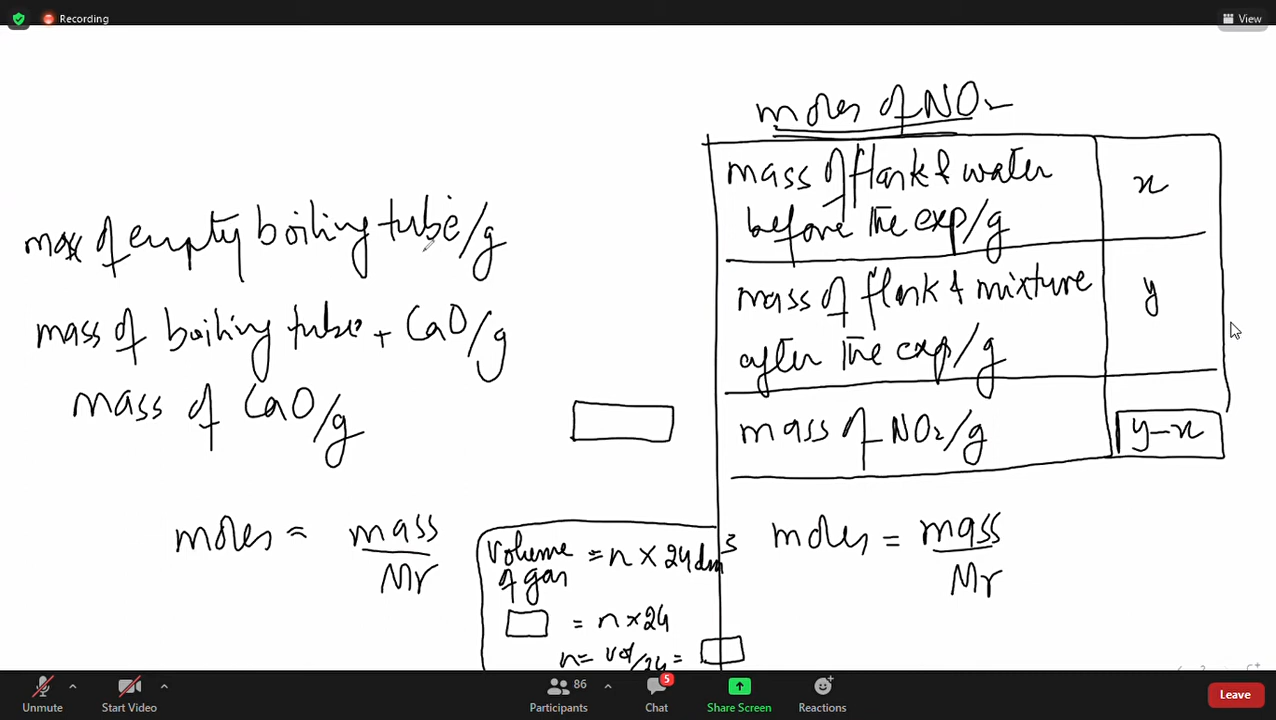 Recording
View
moles of NO2
mass of flask & water
before the exp/g
x
mass of flask & mixture
after the exp/g
y
mass of NO2/g
y-x
moles = mass
Mr
mass of empty boiling tube/g
mass of boiling tube + CaO/g
mass of CaO/g
moles = mass
Mr
Volume of gas = n × 24 dm3
= n×24
n = vol/24 =
Unmute
Start Video
86
Participants
5
Chat
Share Screen
Reactions
Leave